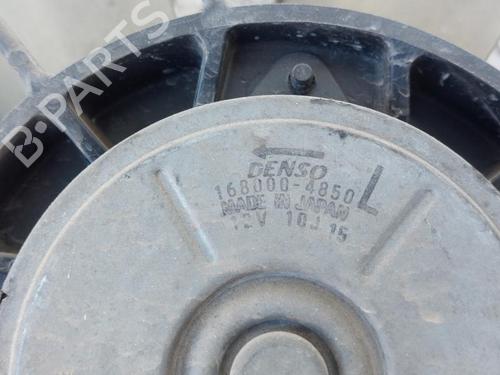 B-PARTS
DENSO
168000-4850 L
MADE IN JAPAN
12V 10J 15